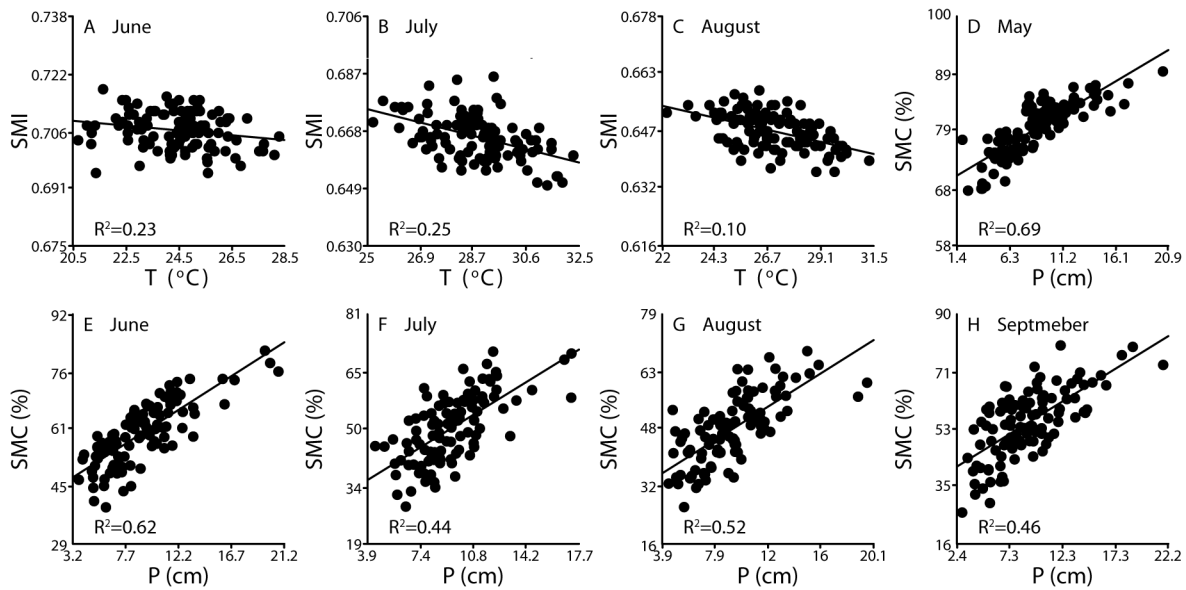 A June
0.738
0.722
0.706
0.691
0.675
SMI
R²=0.23
20.5 22.5 24.5 26.5 28.5
T (°C)
B July
0.706
0.687
0.668
0.649
0.630
SMI
R²=0.25
25 26.9 28.7 30.6 32.5
T (°C)
C August
0.678
0.663
0.647
0.632
0.616
SMI
R²=0.10
22 24.3 26.7 29.1 31.5
T (°C)
D May
100
89
79
68
58
SMC (%)
R²=0.69
1.4 6.3 11.2 16.1 20.9
P (cm)
E June
92
76
61
45
29
SMC (%)
R²=0.62
3.2 7.7 12.2 16.7 21.2
P (cm)
F July
81
65
50
34
19
SMC (%)
R²=0.44
3.9 7.4 10.8 14.2 17.7
P (cm)
G August
79
63
48
32
16
SMC (%)
R²=0.52
3.9 7.9 12 16 20.1
P (cm)
H Septmeber
90
71
53
35
16
SMC (%)
R²=0.46
2.4 7.3 12.3 17.3 22.2
P (cm)